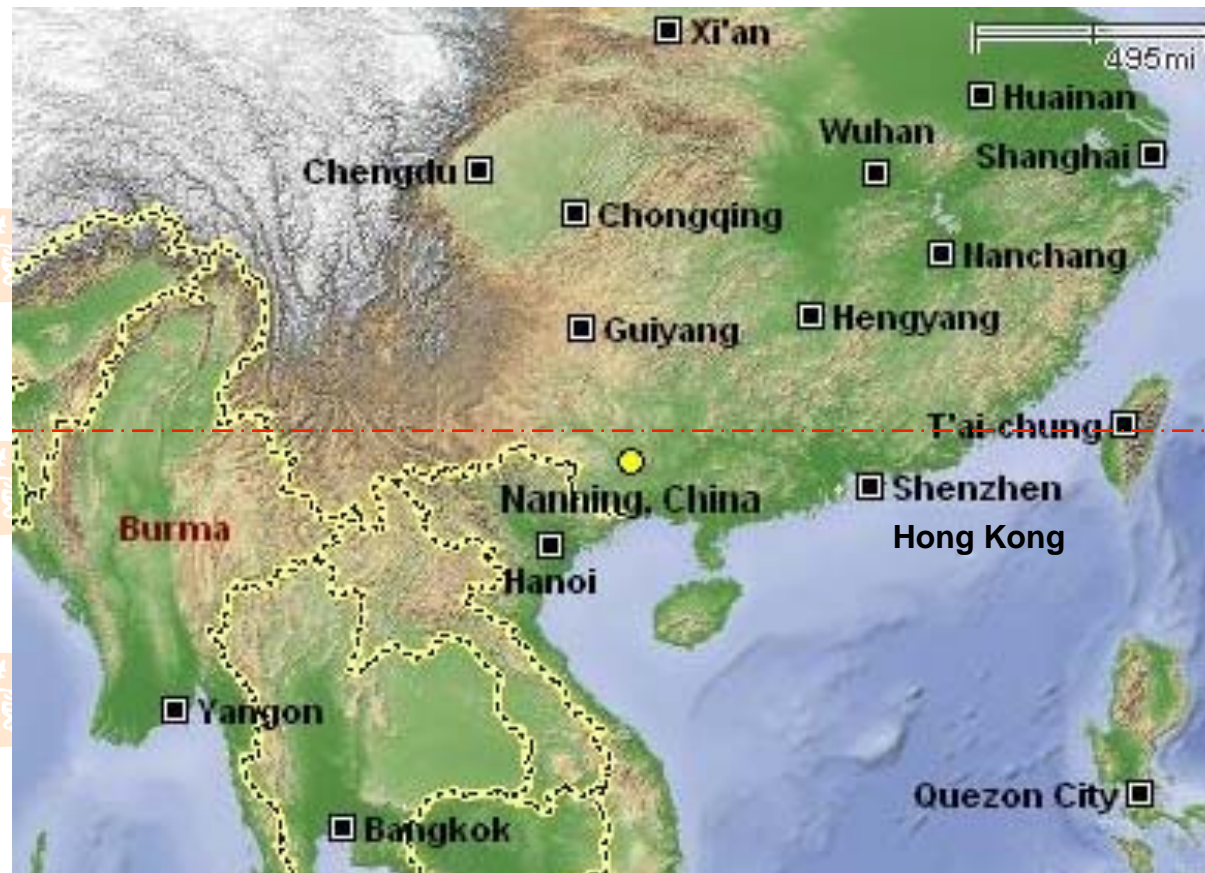 Xi'an
495mi
Huainan
Wuhan
Shanghai
Chengdu
Chongqing
Nanchang
Hengyang
Guiyang
T'ai-chung
Nanning, China
Shenzhen
Burma
Hong Kong
Hanoi
Yangon
Quezon City
Bangkok